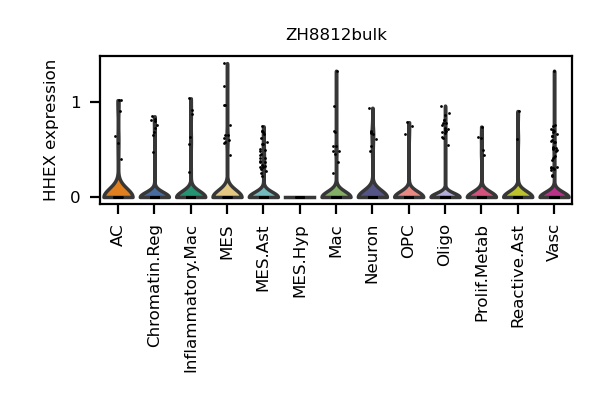 ZH8812bulk
HHEX expression
1
0
AC
Chromatin.Reg
Inflammatory.Mac
MES
MES.Ast
MES.Hyp
Mac
Neuron
OPC
Oligo
Prolif.Metab
Reactive.Ast
Vasc